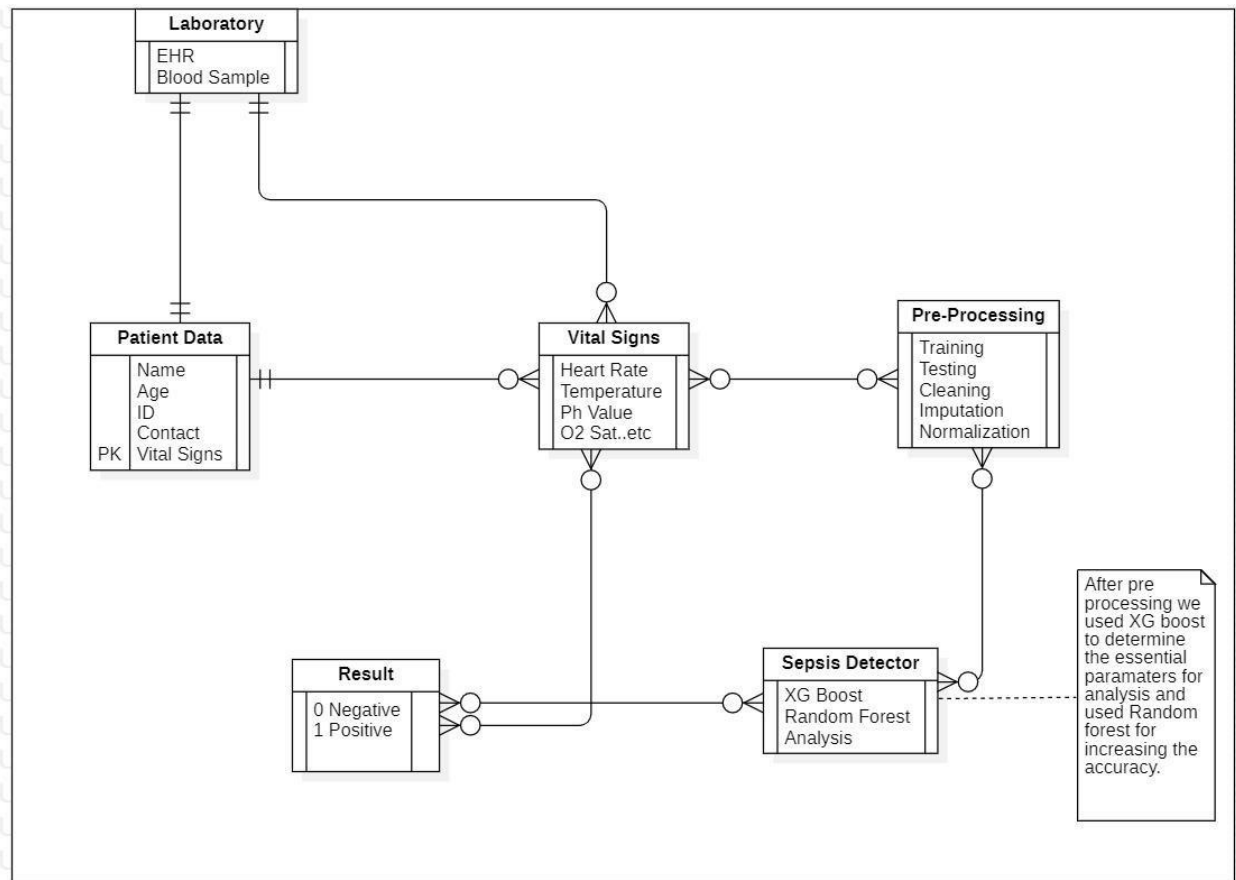 Laboratory
EHR
Blood Sample
Patient Data
Name
Age
ID
Contact
PK Vital Signs
Vital Signs
Heart Rate
Temperature
Ph Value
O2 Sat..etc
Pre-Processing
Training
Testing
Cleaning
Imputation
Normalization
Result
0 Negative
1 Positive
Sepsis Detector
XG Boost
Random Forest
Analysis
After pre
processing we
used XG boost
to determine
the essential
paramaters for
analysis and
used Random
forest for
increasing the
accuracy.